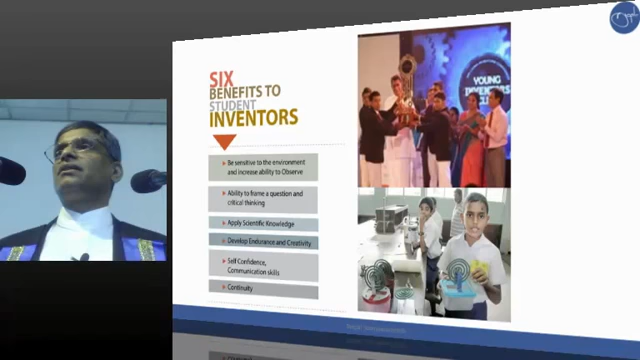 SIX
BENEFITS TO
STUDENT
INVENTORS
Be sensitive to the environment
and increase ability to Observe
Ability to frame a question and
critical thinking
Apply Scientific Knowledge
Develop Endurance and Creativity
Self Confidence,
Communication skills
Continuity
YOUNG
INVENTORS